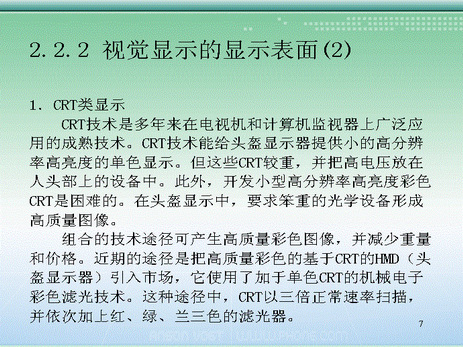 2.2.2 视觉显示的显示表面(2)
1. CRT类显示
CRT技术是多年来在电视机和计算机监视器上广泛应
用的成熟技术。CRT技术能给头盔显示器提供小的高分辨
率高亮度的单色显示。但这些CRT较重，并把高电压放在
人头部上的设备中。此外，开发小型高分辨率高亮度彩色
CRT是困难的。在头盔显示中，要求笨重的光学设备形成
高质量图像。
组合的技术途径可产生高质量彩色图像，并减少重量
和价格。近期的途径是把高质量彩色的基于CRT的HMD（头
盔显示器）引入市场，它使用了加于单色CRT的机械电子
彩色滤光技术。这种途径中，CRT以三倍正常速率扫描，
并依次加上红、绿、兰三色的滤光器。
7